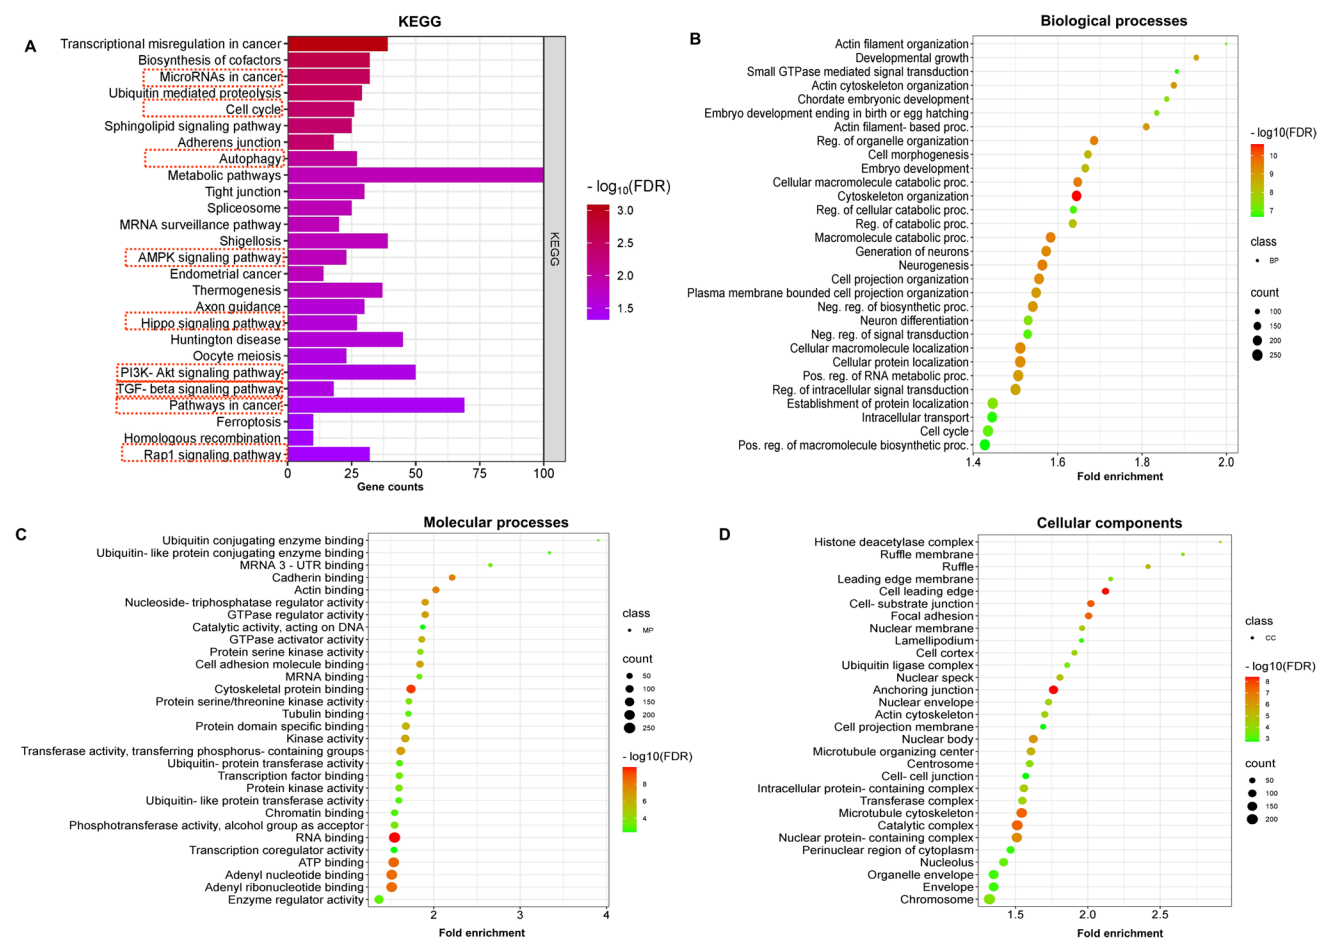 A
KEGG
Transcriptional misregulation in cancer
Biosynthesis of cofactors
MicroRNAs in cancer
Ubiquitin mediated proteolysis
Cell cycle
Sphingolipid signaling pathway
Adherens junction
Autophagy
Metabolic pathways
Tight junction
Spliceosome
MRNA surveillance pathway
Shigellosis
AMPK signaling pathway
Endometrial cancer
Thermogenesis
Axon guidance
Hippo signaling pathway
Huntington disease
Oocyte meiosis
PI3K- Akt signaling pathway
TGF- beta signaling pathway
Pathways in cancer
Ferroptosis
Homologous recombination
Rap1 signaling pathway
0 25 50 75 100
Gene counts
KEGG
- log10(FDR)
3.0
2.5
2.0
1.5
B
Biological processes
Actin filament organization
Developmental growth
Small GTPase mediated signal transduction
Actin cytoskeleton organization
Chordate embryonic development
Embryo development ending in birth or egg hatching
Actin filament- based proc.
Reg. of organelle organization
Cell morphogenesis
Embryo development
Cellular macromolecule catabolic proc.
Cytoskeleton organization
Reg. of cellular catabolic proc.
Reg. of catabolic proc.
Macromolecule catabolic proc.
Generation of neurons
Neurogenesis
Cell projection organization
Plasma membrane bounded cell projection organization
Neg. reg. of biosynthetic proc.
Neuron differentiation
Neg. reg. of signal transduction
Cellular macromolecule localization
Cellular protein localization
Pos. reg. of RNA metabolic proc.
Reg. of intracellular signal transduction
Establishment of protein localization
Intracellular transport
Cell cycle
Pos. reg. of macromolecule biosynthetic proc.
1.4 1.6 1.8 2.0
Fold enrichment
- log10(FDR)
10
9
8
7
class
BP
count
100
150
200
250
C
Molecular processes
Ubiquitin conjugating enzyme binding
Ubiquitin- like protein conjugating enzyme binding
MRNA 3 - UTR binding
Cadherin binding
Actin binding
Nucleoside- triphosphatase regulator activity
GTPase regulator activity
Catalytic activity, acting on DNA
GTPase activator activity
Protein serine kinase activity
Cell adhesion molecule binding
MRNA binding
Cytoskeletal protein binding
Protein serine/threonine kinase activity
Tubulin binding
Protein domain specific binding
Kinase activity
Transferase activity, transferring phosphorus- containing groups
Ubiquitin- protein transferase activity
Transcription factor binding
Protein kinase activity
Ubiquitin- like protein transferase activity
Chromatin binding
Phosphotransferase activity, alcohol group as acceptor
RNA binding
Transcription coregulator activity
ATP binding
Adenyl nucleotide binding
Adenyl ribonucleotide binding
Enzyme regulator activity
2 3 4
Fold enrichment
class
MP
count
50
100
150
200
250
- log10(FDR)
8
6
4
D
Cellular components
Histone deacetylase complex
Ruffle membrane
Ruffle
Leading edge membrane
Cell leading edge
Cell- substrate junction
Focal adhesion
Nuclear membrane
Lamellipodium
Cell cortex
Ubiquitin ligase complex
Nuclear speck
Anchoring junction
Nuclear envelope
Actin cytoskeleton
Cell projection membrane
Nuclear body
Microtubule organizing center
Centrosome
Cell- cell junction
Intracellular protein- containing complex
Transferase complex
Microtubule cytoskeleton
Catalytic complex
Nuclear protein- containing complex
Perinuclear region of cytoplasm
Nucleolus
Organelle envelope
Envelope
Chromosome
1.5 2.0 2.5
Fold enrichment
class
CC
- log10(FDR)
8
7
6
5
4
3
count
50
100
150
200